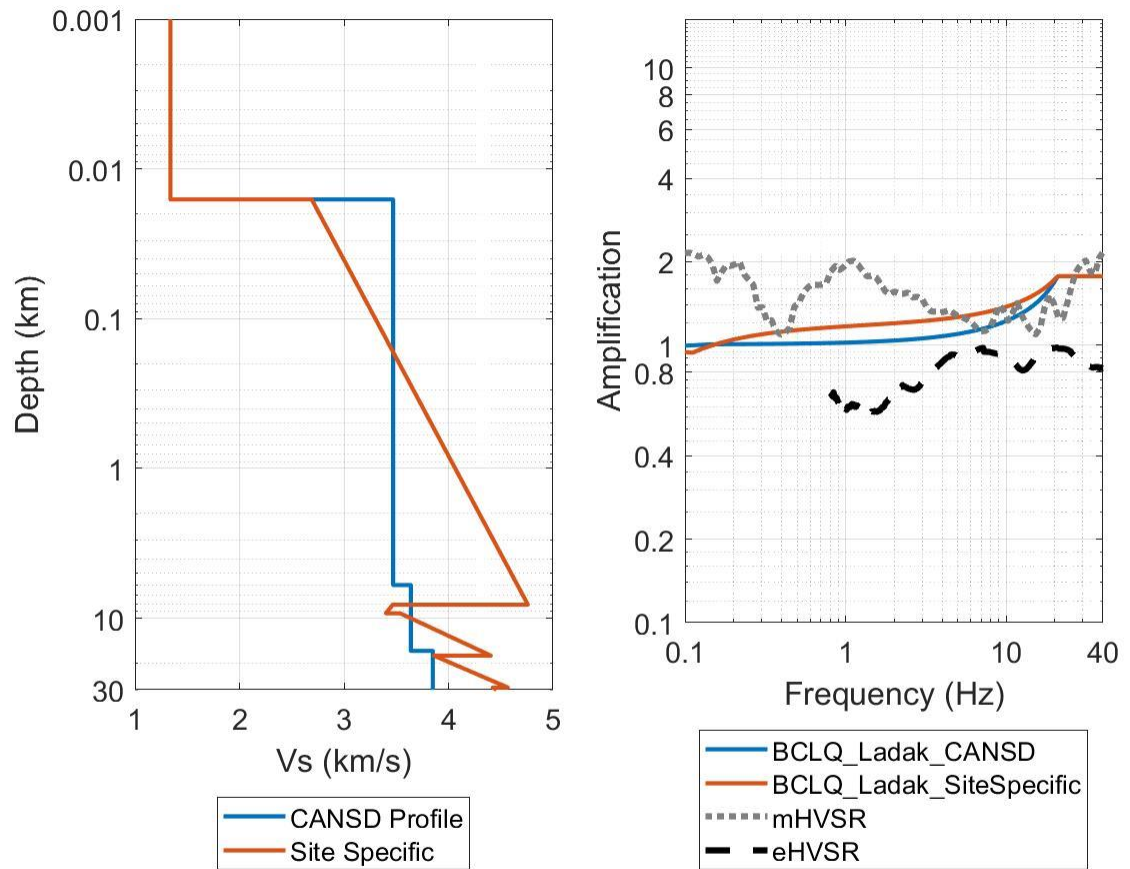 0.001
0.01
0.1
1
10
30
Depth (km)
1 2 3 4 5
Vs (km/s)
CANSD Profile
Site Specific
10
8
6
4
2
1
0.8
0.4
0.2
0.1
Amplification
0.1 1 10 40
Frequency (Hz)
BCLQ_Ladak_CANSD
BCLQ_Ladak_SiteSpecific
mHVSR
eHVSR